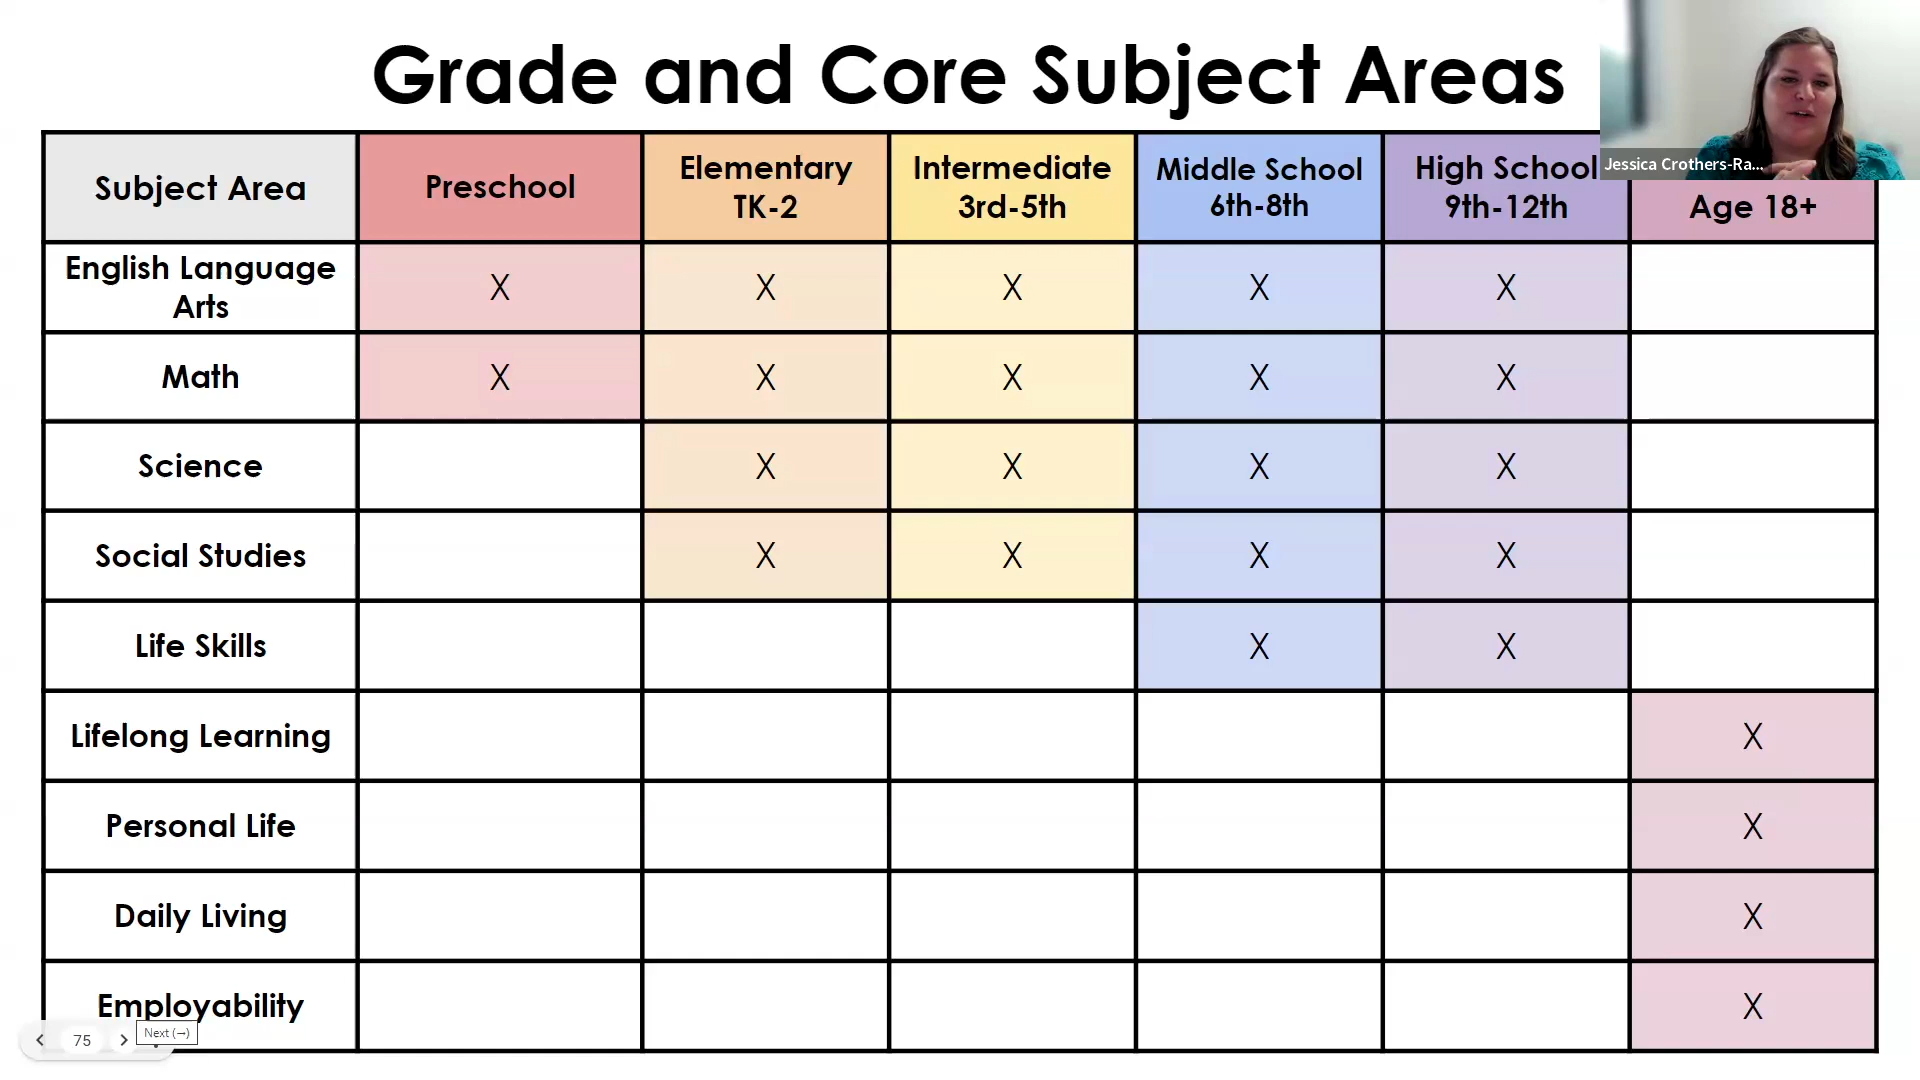 Grade and Core Subject Areas
Jessica Crothers-Ra...
Subject Area
Preschool
Elementary
TK-2
Intermediate
3rd-5th
Middle School
6th-8th
High School
9th-12th
Age 18+
English Language
Arts
X X X X X
Math
X X X X X
Science
X X X X
Social Studies
X X X X
Life Skills
X X
Lifelong Learning
X
Personal Life
X
Daily Living
X
Employability
X
75
Next (→)